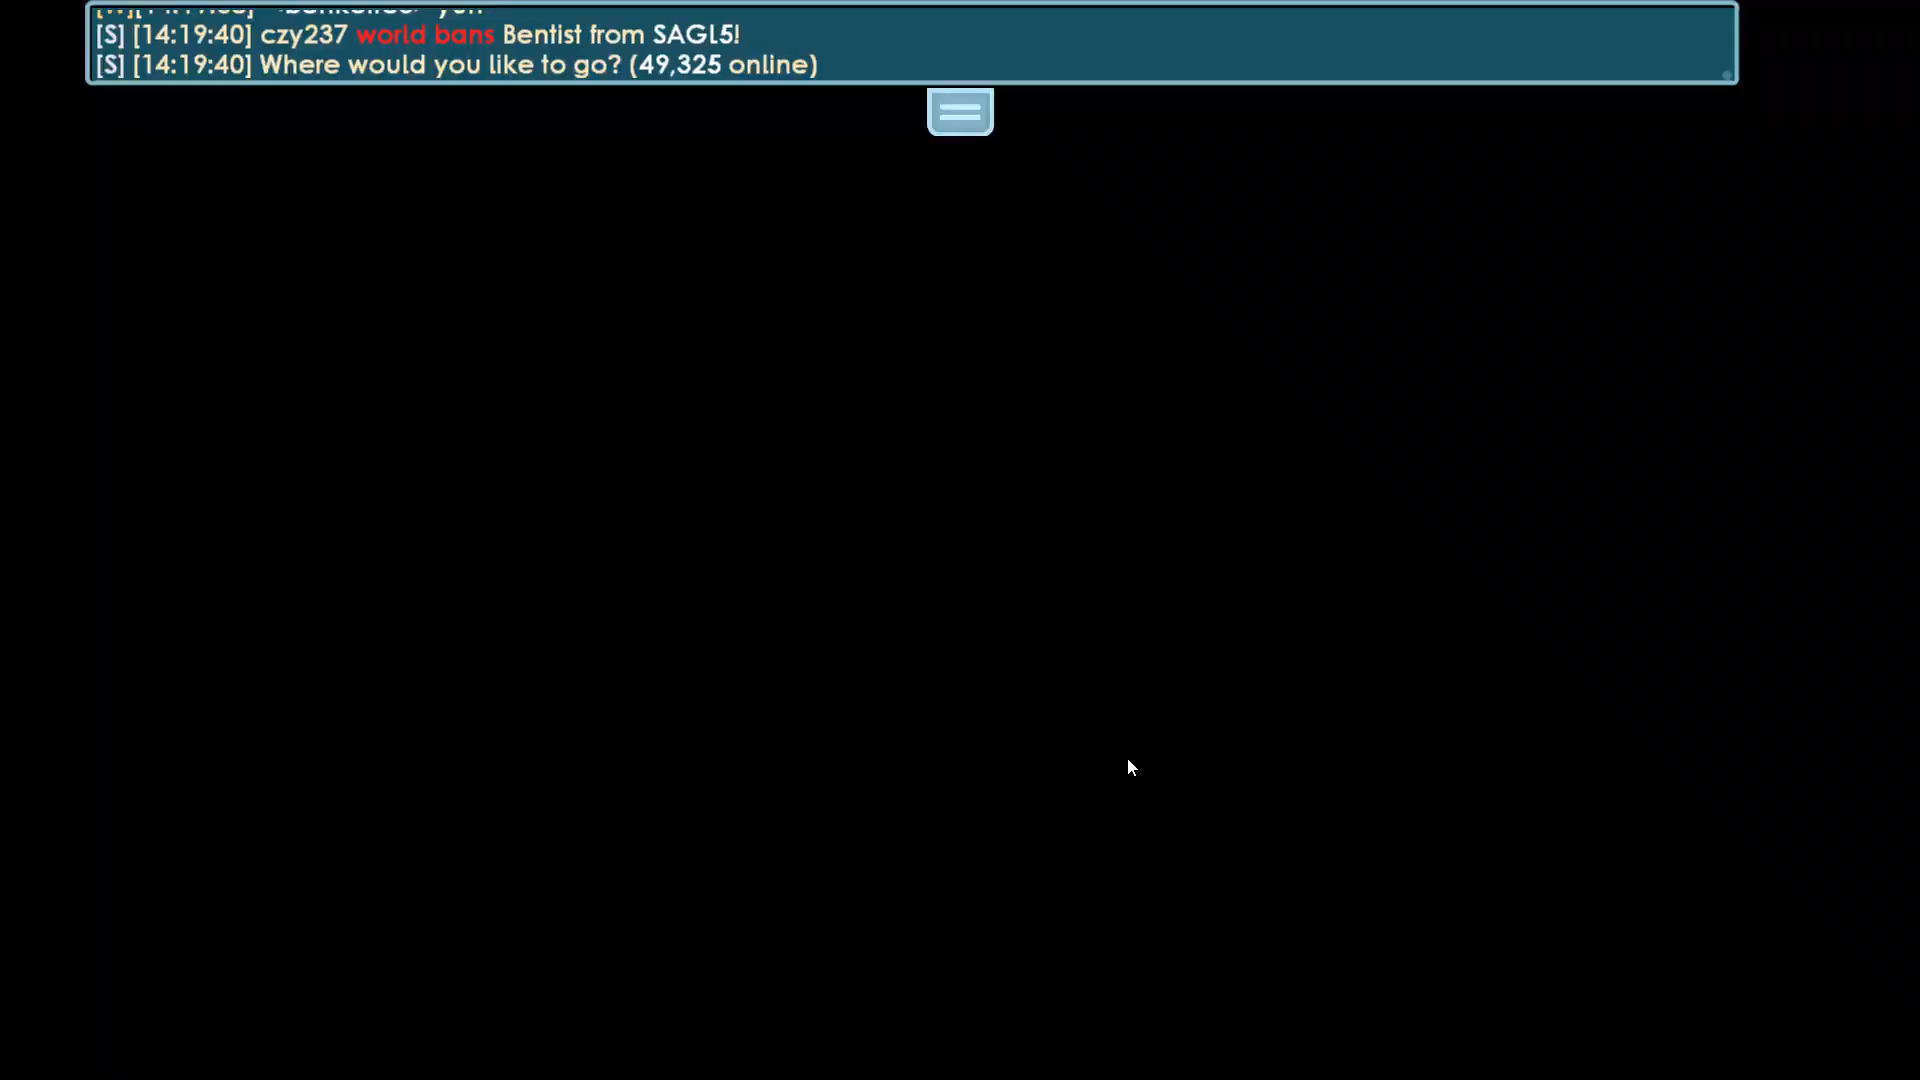 [S] [14:19:40] czy237 world bans Bentist from SAGL5!
[S] [14:19:40] Where would you like to go? (49,325 online)